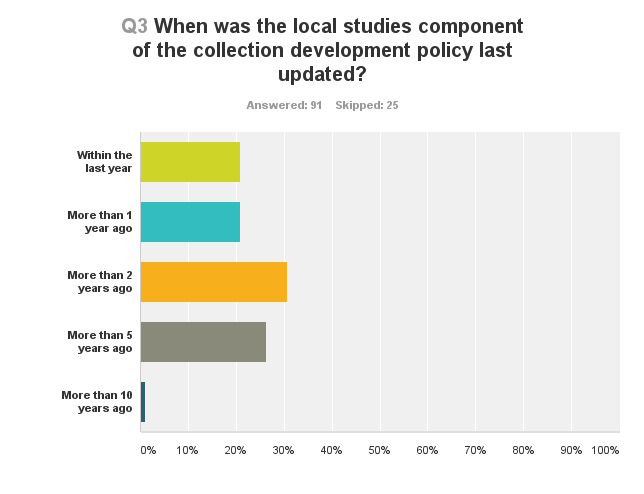 Q3 When was the local studies component
of the collection development policy last
updated?
Answered: 91 Skipped: 25
Within the
last year
More than 1
year ago
More than 2
years ago
More than 5
years ago
More than 10
years ago
0% 10% 20% 30% 40% 50% 60% 70% 80% 90% 100%